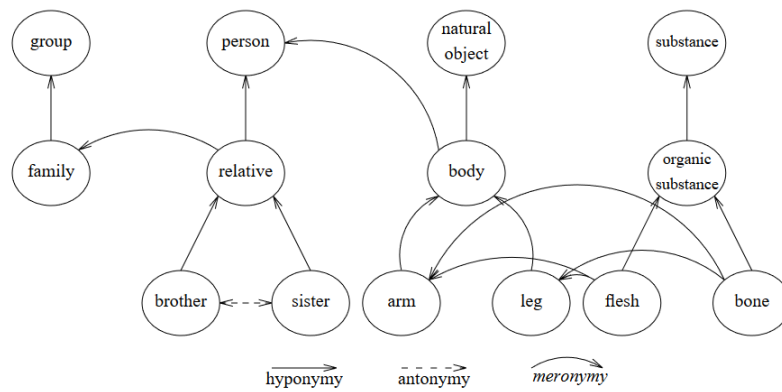 group
person
natural
object
substance
family
relative
body
organic
substance
brother
sister
arm
leg
flesh
bone
hyponymy
antonymy
meronymy